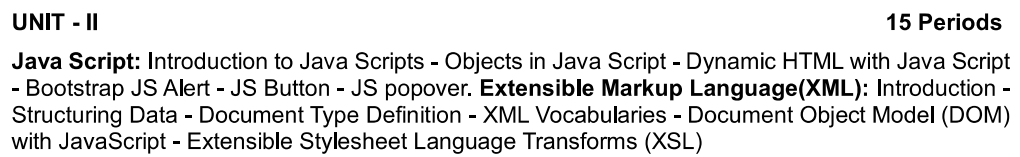 UNIT - II 15 Periods
Java Script: Introduction to Java Scripts - Objects in Java Script - Dynamic HTML with Java Script
- Bootstrap JS Alert - JS Button - JS popover. Extensible Markup Language(XML): Introduction -
Structuring Data - Document Type Definition - XML Vocabularies - Document Object Model (DOM)
with JavaScript - Extensible Stylesheet Language Transforms (XSL)